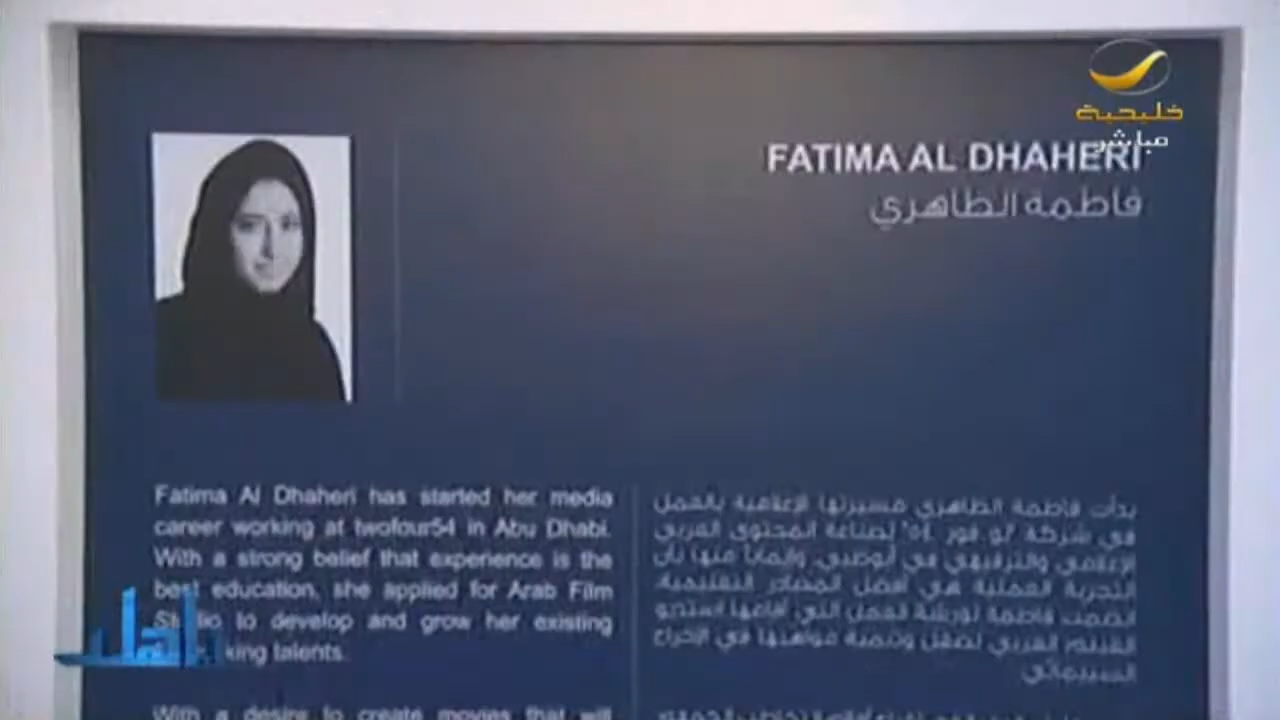 خليجية
مباشر
FATIMA AL DHAHERI
فاطمة الظاهري
Fatima Al Dhaheri has started her media
career working at twofour54 in Abu Dhabi.
With a strong belief that experience is the
best education, she applied for Arab Film
to develop and grow her existing
talents.
With a desire to create movies that will
بدأت فاطمة الظاهري مسيرتها الإعلامية بالعمل
في شركة لصناعة المحتوى العربي
الإعلامي والترفيهي في أبوظبي، وإيماناً منها بأن
التجربة العملية هي أفضل المصادر التعليمية،
انضمت فاطمة لورشة العمل التي أقامها استديو
الفيلم العربي لصقل وتنمية مواهبها في الإخراج
السينمائي